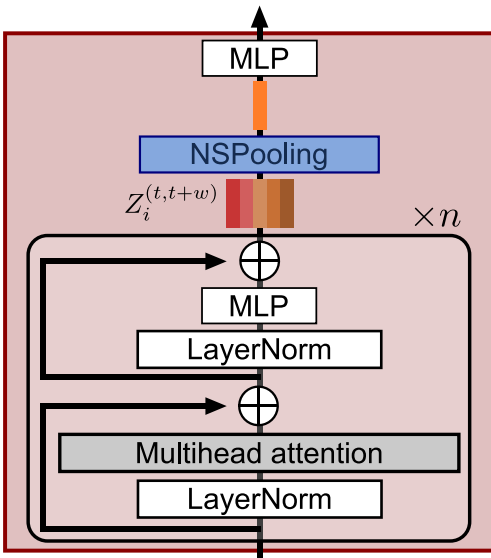 MLP
NSPooling
Z_i^{(t,t+w)}
×n
MLP
LayerNorm
Multihead attention
LayerNorm